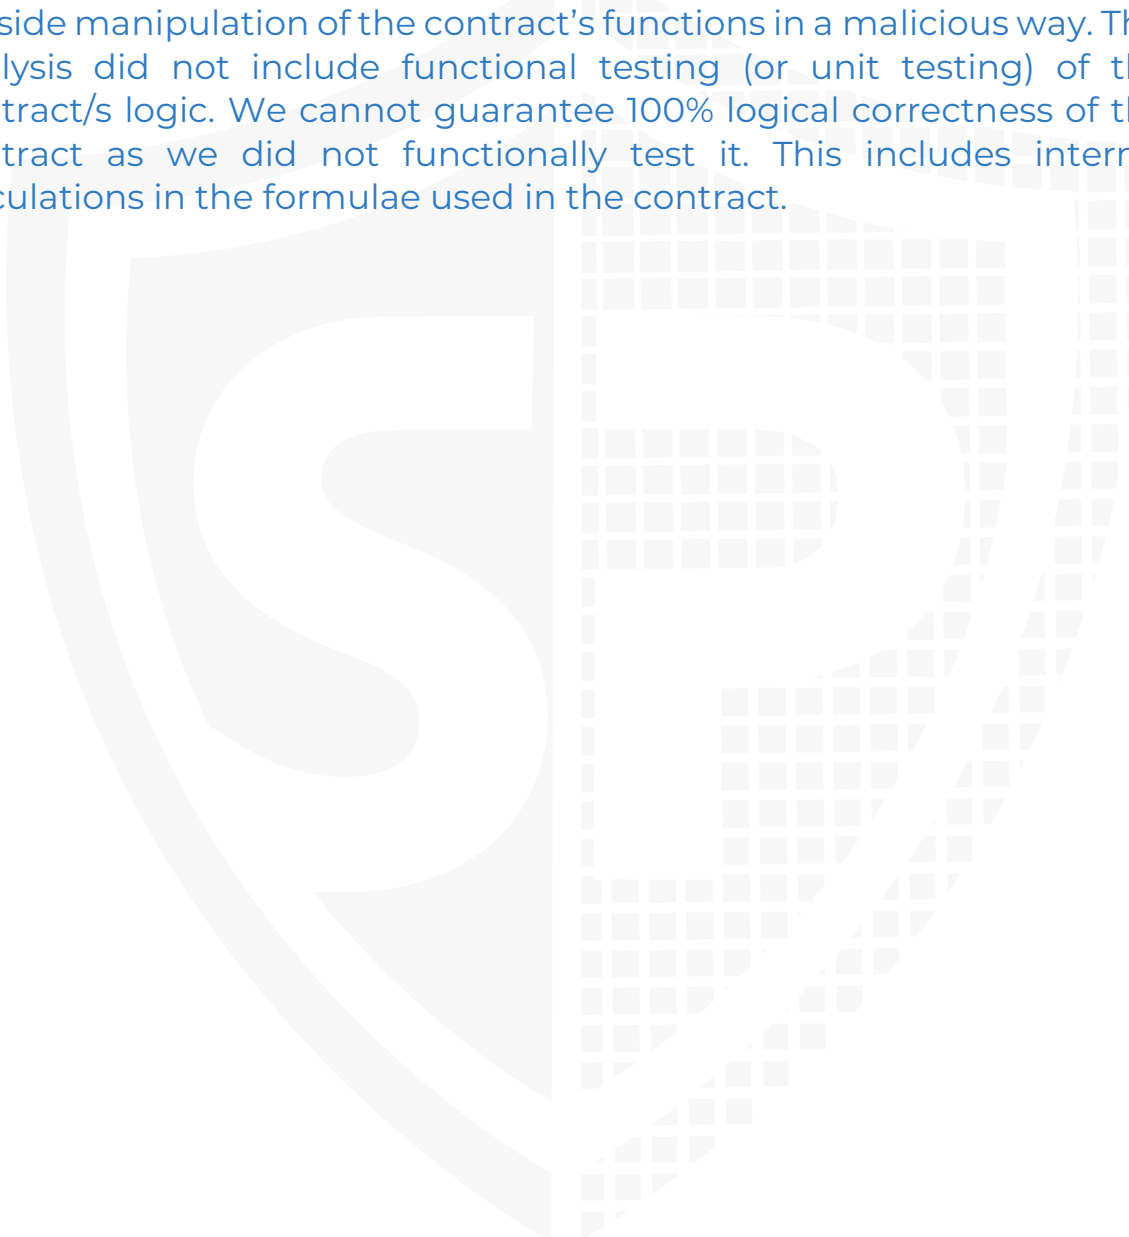 side manipulation of the contract's functions in a malicious way. Th
lysis did not include functional testing (or unit testing) of th
tract/s logic. We cannot guarantee 100% logical correctness of th
tract as we did not functionally test it. This includes intern
culations in the formulae used in the contract.
SP